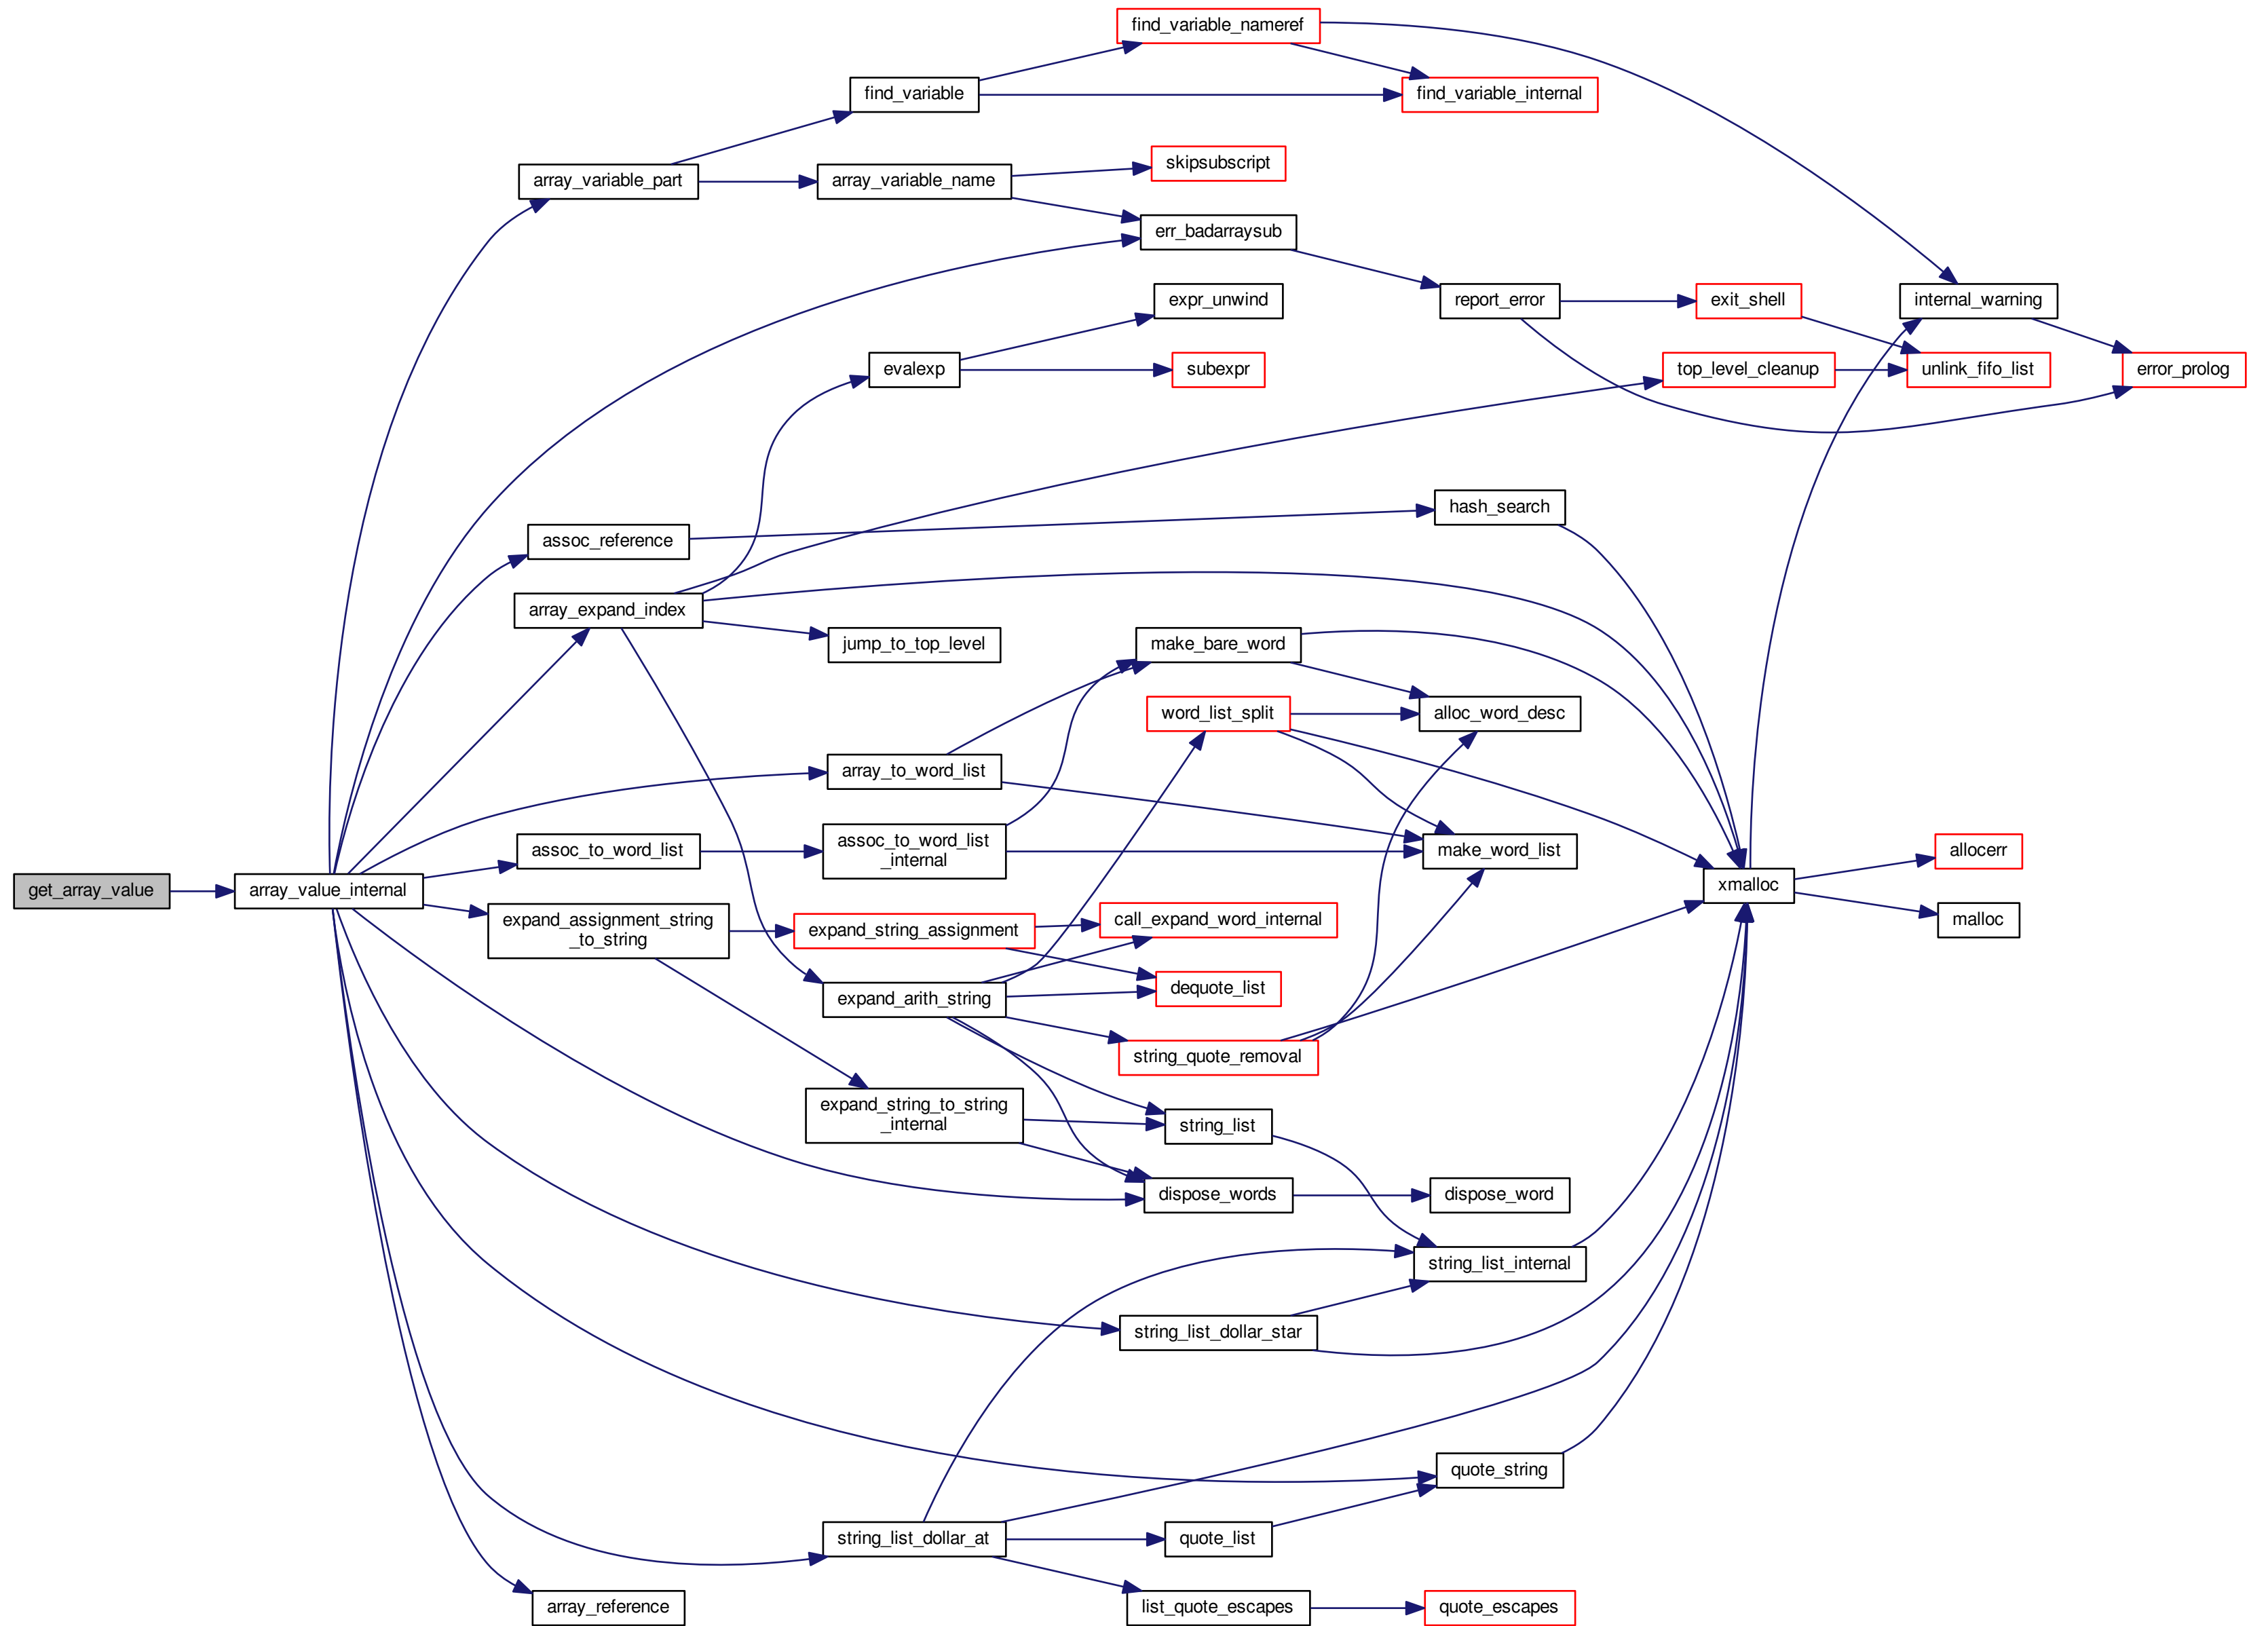 find_variable_nameref
find_variable
find_variable_internal
skipsubscript
array_variable_part
array_variable_name
err_badarraysub
expr_unwind
report_error
exit_shell
internal_warning
evalexp
subexpr
top_level_cleanup
unlink_fifo_list
error_prolog
hash_search
assoc_reference
array_expand_index
jump_to_top_level
make_bare_word
word_list_split
alloc_word_desc
array_to_word_list
assoc_to_word_list
assoc_to_word_list
_internal
make_word_list
allocerr
get_array_value
array_value_internal
xmalloc
expand_assignment_string
_to_string
expand_string_assignment
call_expand_word_internal
malloc
dequote_list
expand_arith_string
string_quote_removal
expand_string_to_string
_internal
string_list
dispose_words
dispose_word
string_list_internal
string_list_dollar_star
quote_string
string_list_dollar_at
quote_list
array_reference
list_quote_escapes
quote_escapes